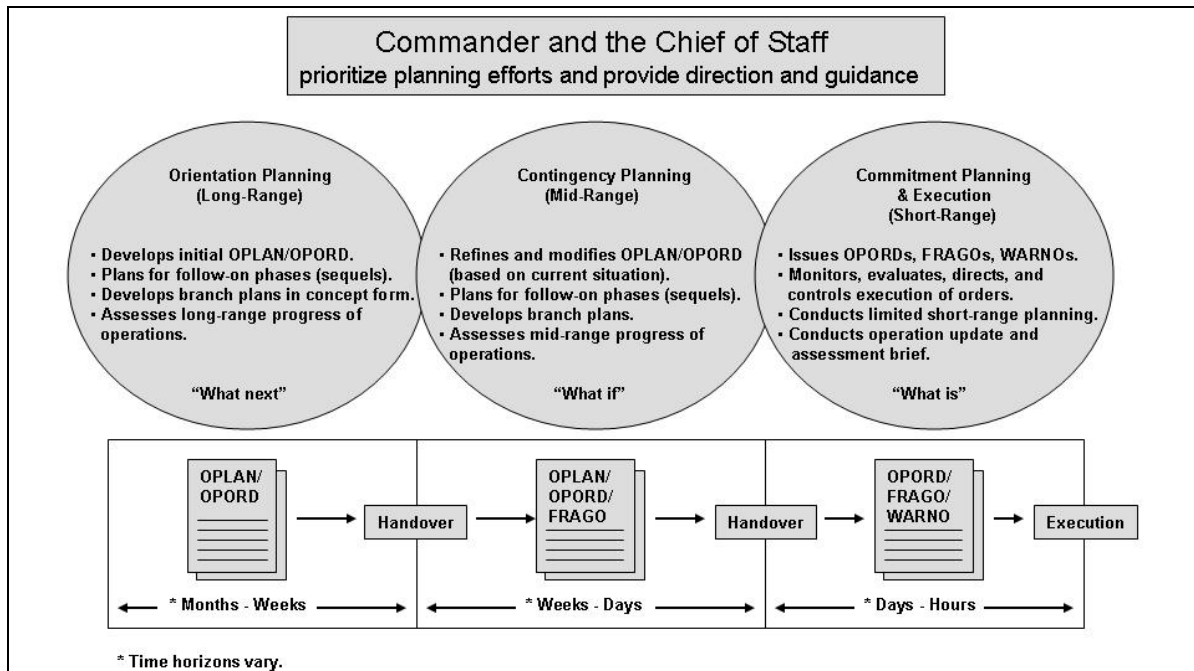 Commander and the Chief of Staff
prioritize planning efforts and provide direction and guidance
Orientation Planning
(Long-Range)
• Develops initial OPLAN/OPORD.
• Plans for follow-on phases (sequels).
• Develops branch plans in concept form.
• Assesses long-range progress of
operations.
“What next”
Contingency Planning
(Mid-Range)
• Refines and modifies OPLAN/OPORD
(based on current situation).
• Plans for follow-on phases (sequels).
• Develops branch plans.
• Assesses mid-range progress of
operations.
“What if”
Commitment Planning
& Execution
(Short-Range)
• Issues OPORDs, FRAGOs, WARNOs.
• Monitors, evaluates, directs, and
controls execution of orders.
• Conducts limited short-range planning.
• Conducts operation update and
assessment brief.
“What is”
OPLAN/
OPORD
Handover
OPLAN/
OPORD/
FRAGO
Handover
OPORD/
FRAGO/
WARNO
Execution
* Months - Weeks
* Weeks - Days
* Days - Hours
* Time horizons vary.